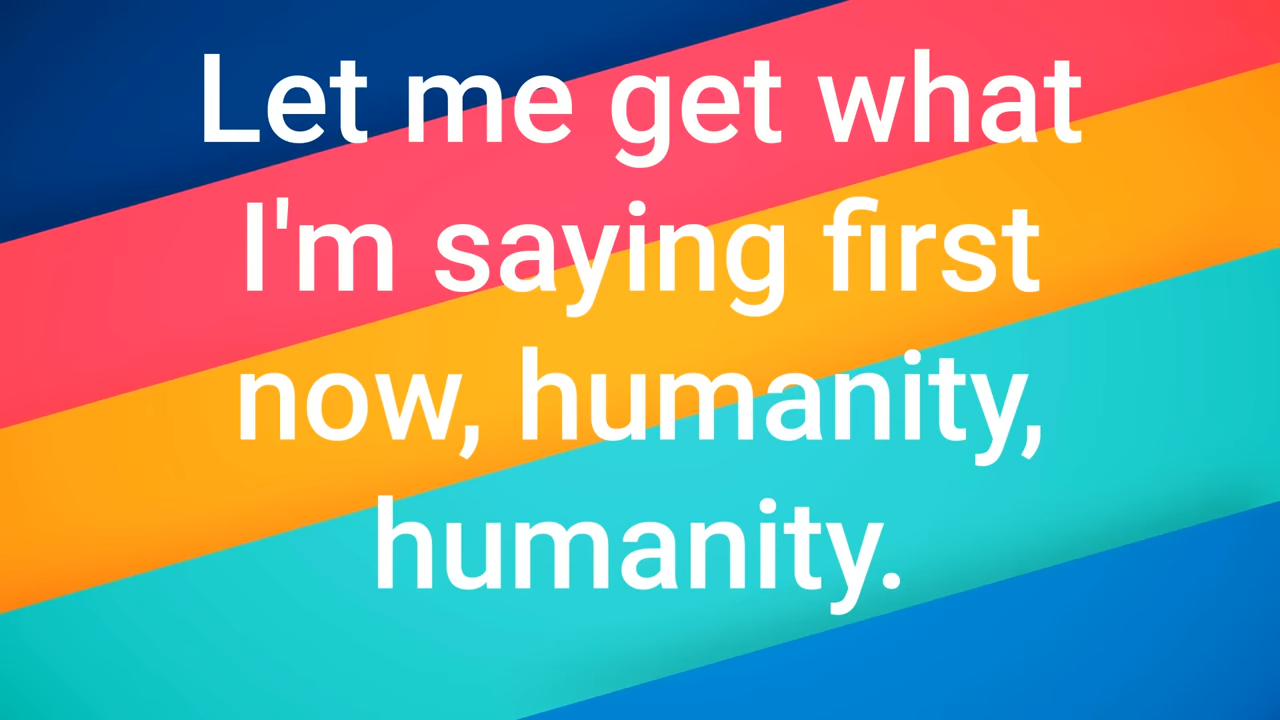 Let me get what
I'm saying first
now, humanity,
humanity.